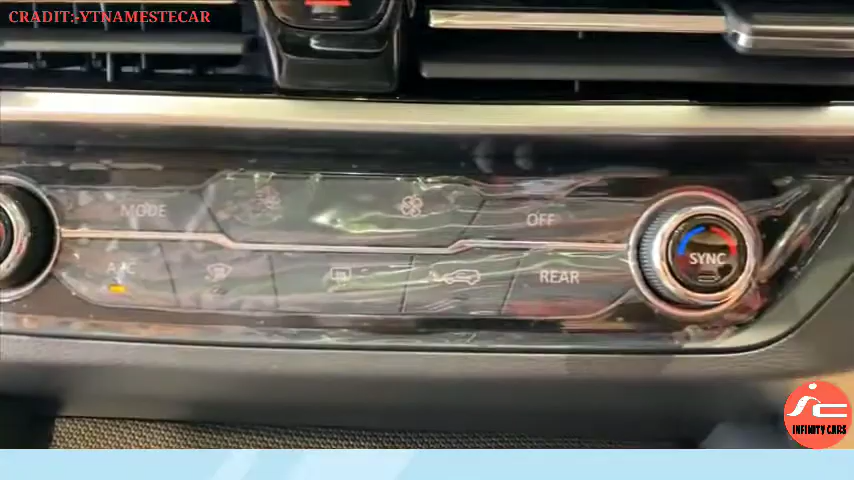 CRADIT:-YTNAMESTECAR
MODE
OFF
A/C
REAR
SYNC
INFINITY CARS